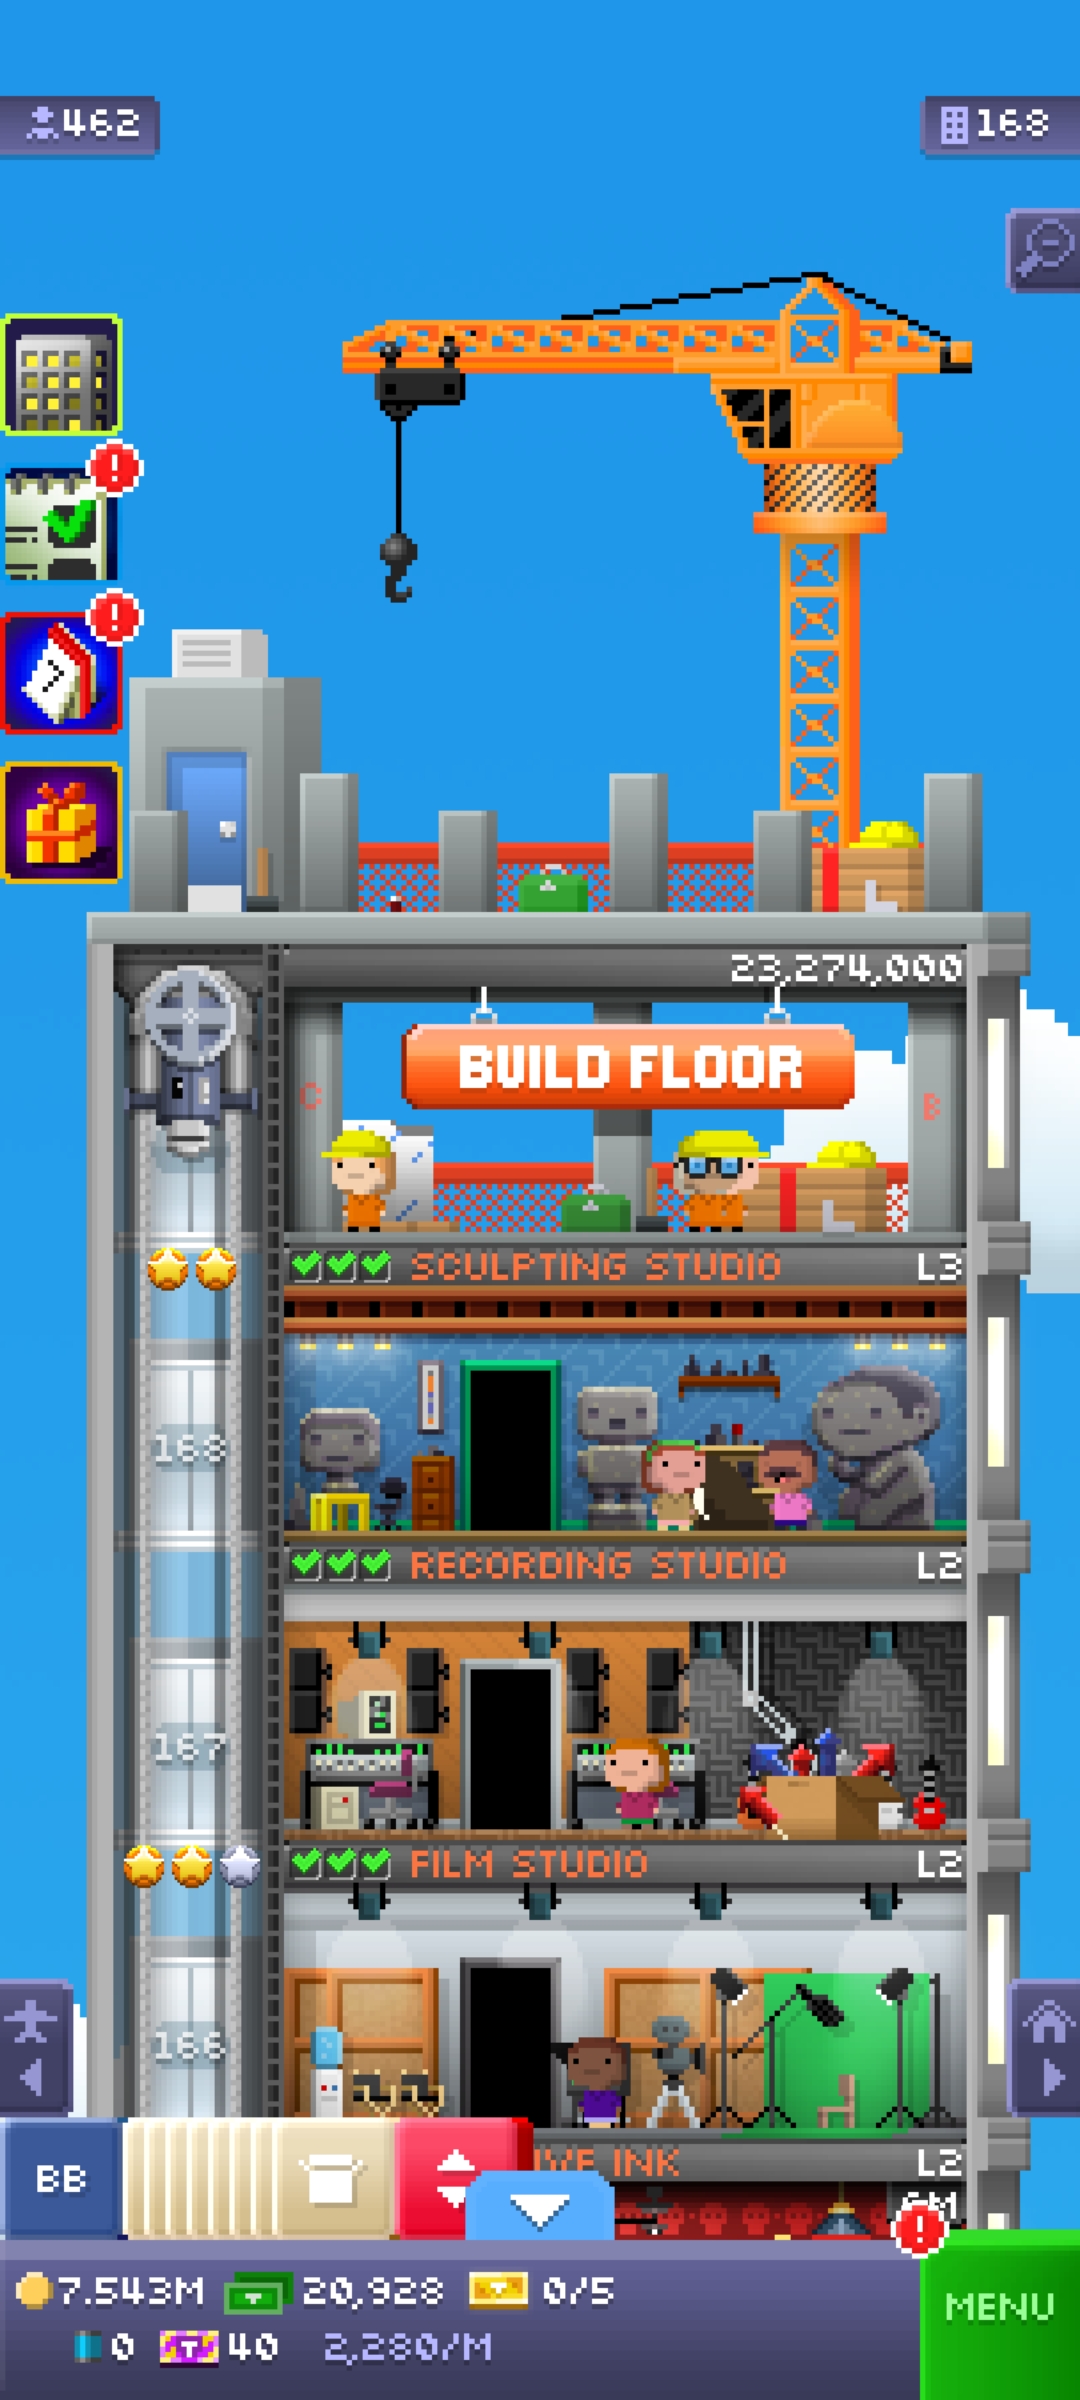 462
168
23,274,000
BUILD FLOOR
C
B
SCULPTING STUDIO L3
168
RECORDING STUDIO L2
167
FILM STUDIO L2
166
BB
IVE INK L2
7.543M 20,928 0/5
MENU
0 40 2,280/M